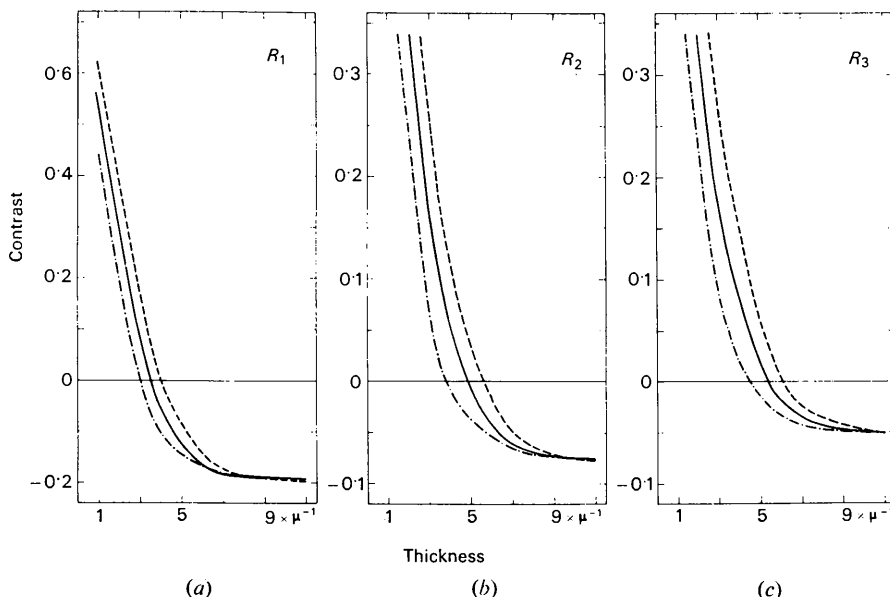 R₁
R₂
R₃
Contrast
0·6
0·4
0·2
0
−0·2
0·3
0·2
0·1
0
−0·1
0·3
0·2
0·1
0
−0·1
1 5 9 × μ⁻¹
1 5 9 × μ⁻¹
1 5 9 × μ⁻¹
Thickness
(a) (b) (c)